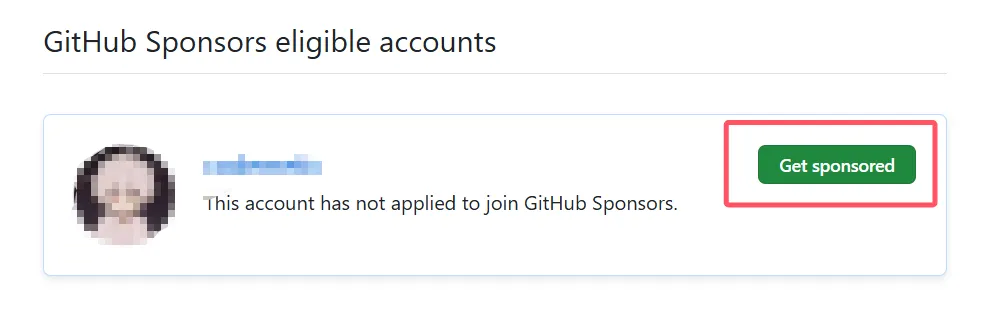 GitHub Sponsors eligible accounts
Get sponsored
This account has not applied to join GitHub Sponsors.